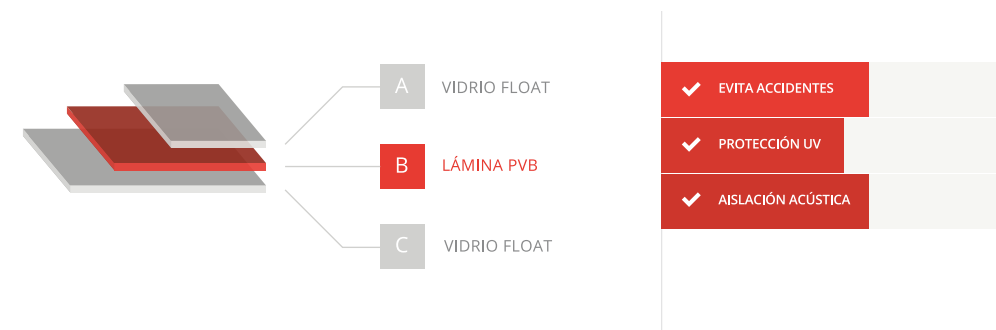 A VIDRIO FLOAT
B LÁMINA PVB
C VIDRIO FLOAT
EVITA ACCIDENTES
PROTECCIÓN UV
AISLACIÓN ACÚSTICA